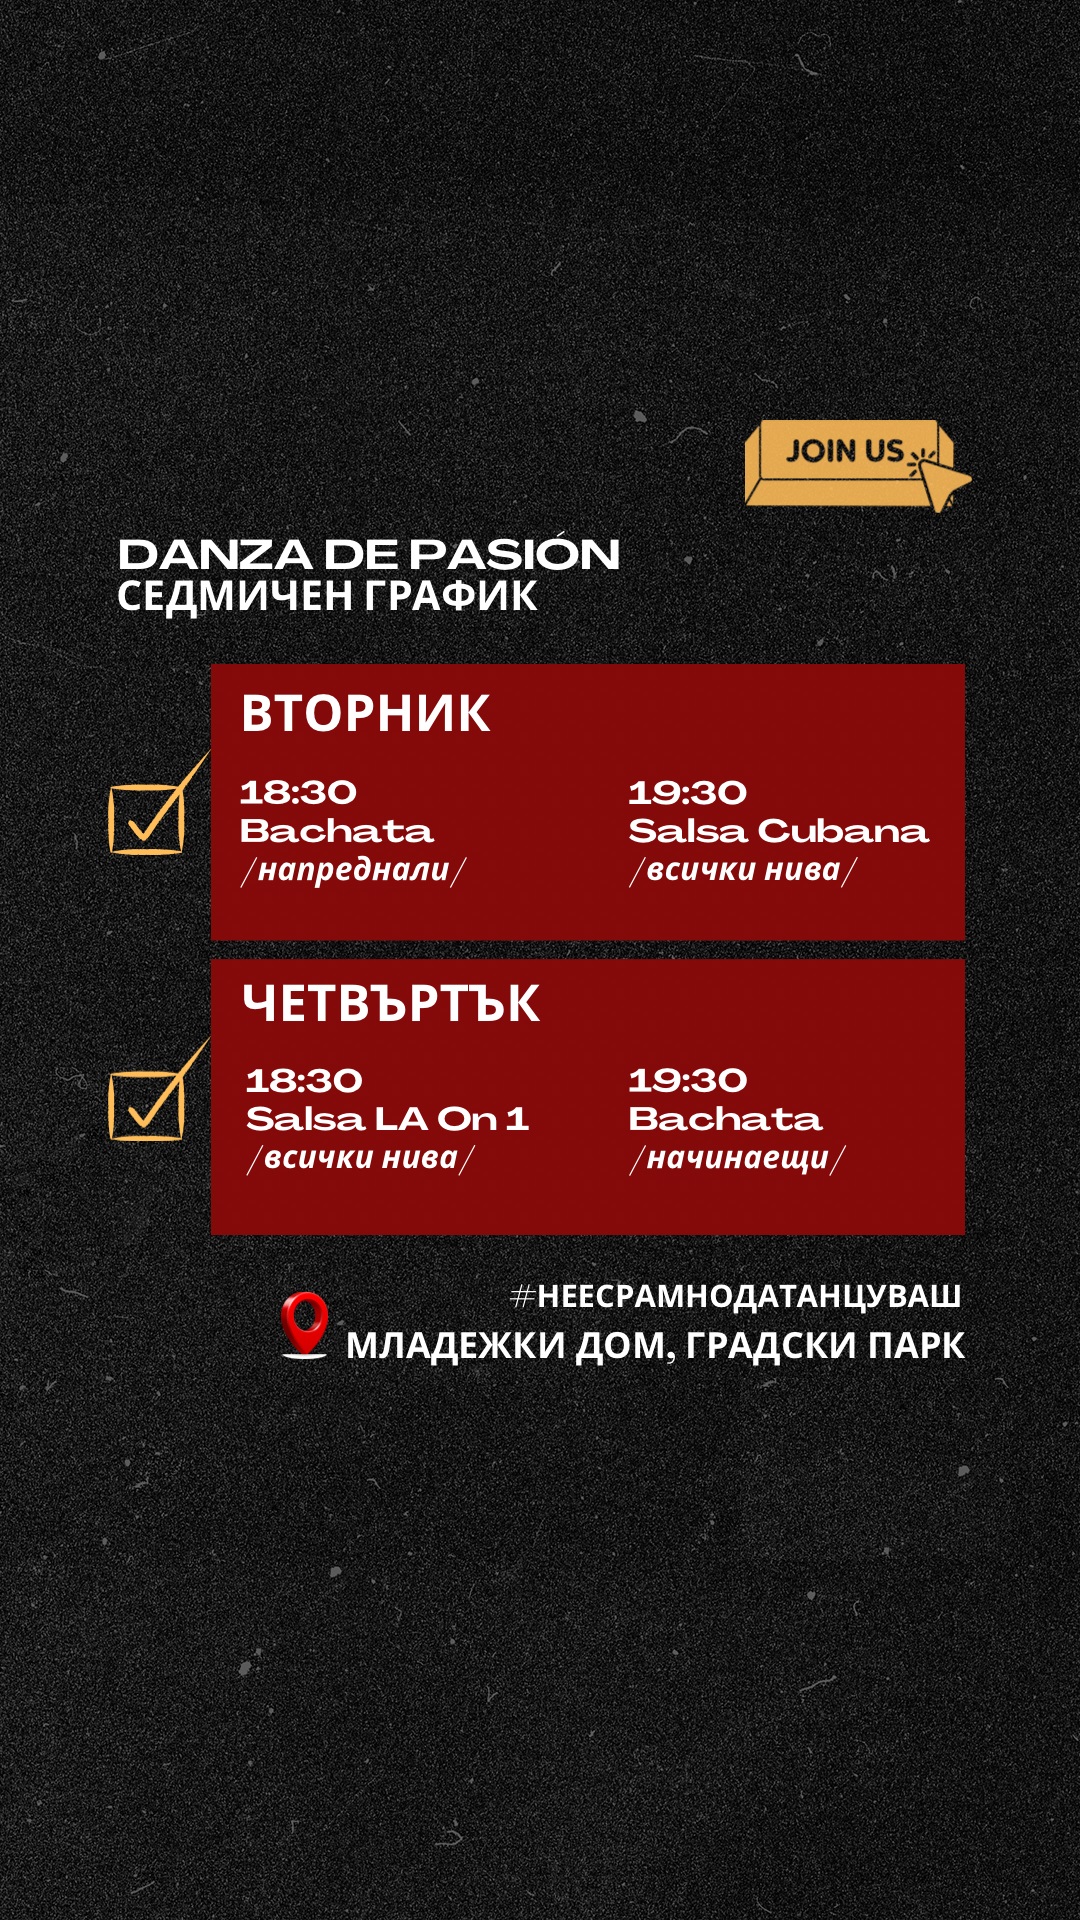 JOIN US
DANZA DE PASIÓN
СЕДМИЧЕН ГРАФИК
ВТОРНИК
18:30
Bachata
/напреднали/
19:30
Salsa Cubana
/всички нива/
ЧЕТВЪРТЪК
18:30
Salsa LA On 1
/всички нива/
19:30
Bachata
/начинаещи/
#НЕЕСРАМНОДАТАНЦУВАШ
МЛАДЕЖКИ ДОМ, ГРАДСКИ ПАРК